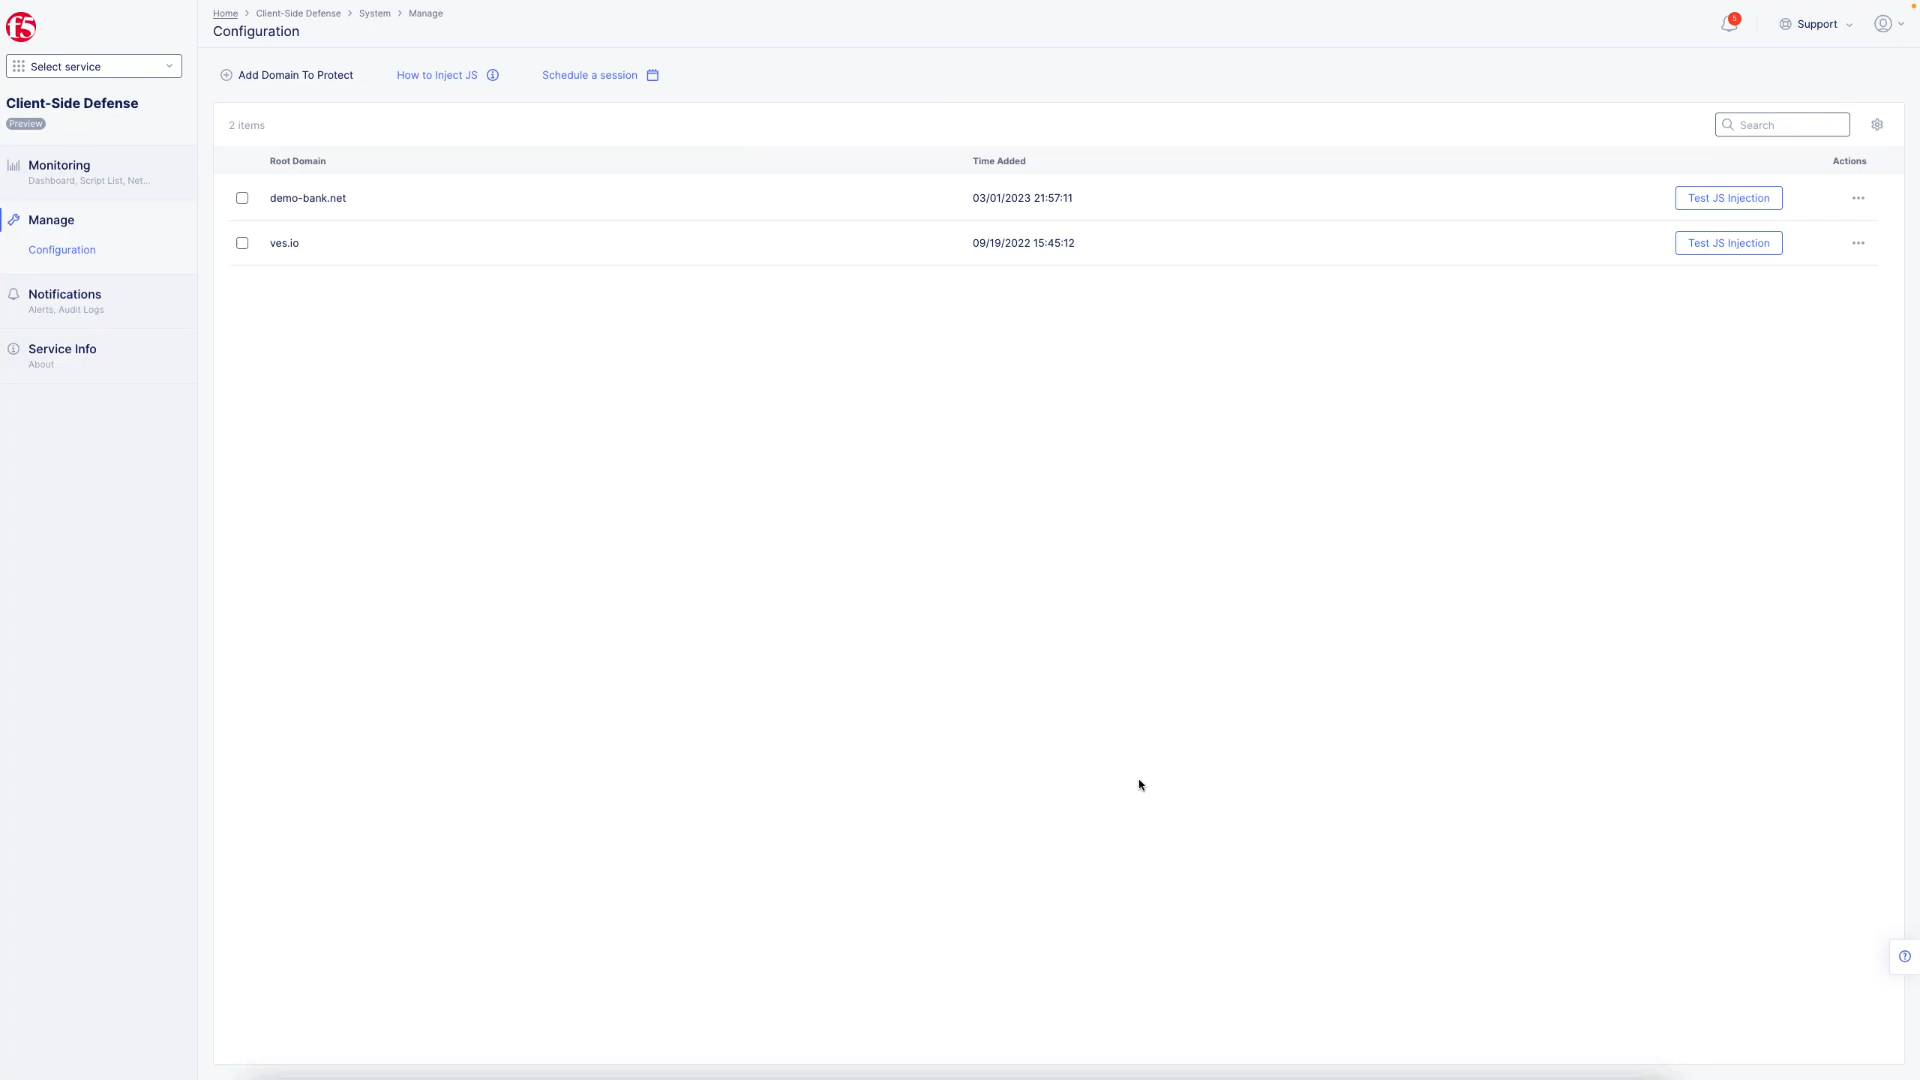 f5
Home > Client-Side Defense > System > Manage
Configuration
5
Support
Select service
Client-Side Defense
Preview
Monitoring
Dashboard, Script List, Net...
Manage
Configuration
Notifications
Alerts, Audit Logs
Service Info
About
Add Domain To Protect
How to Inject JS
Schedule a session
2 items
Search
Root Domain
Time Added
Actions
demo-bank.net
03/01/2023 21:57:11
Test JS Injection
ves.io
09/19/2022 15:45:12
Test JS Injection